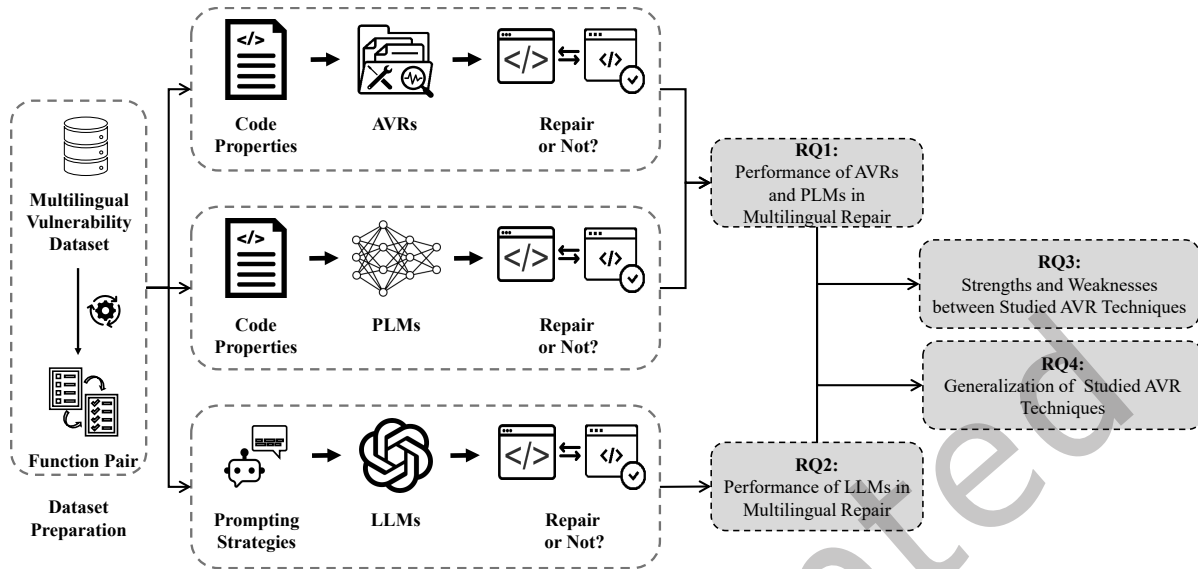 Multilingual
Vulnerability
Dataset
Function Pair
Dataset
Preparation
</>
Code
Properties
AVRs
</>
</>
Repair
or Not?
</>
Code
Properties
PLMs
</>
</>
Repair
or Not?
Prompting
Strategies
LLMs
</>
</>
Repair
or Not?
RQ1:
Performance of AVRs
and PLMs in
Multilingual Repair
RQ2:
Performance of LLMs in
Multilingual Repair
RQ3:
Strengths and Weaknesses
between Studied AVR Techniques
RQ4:
Generalization of Studied AVR
Techniques
nted